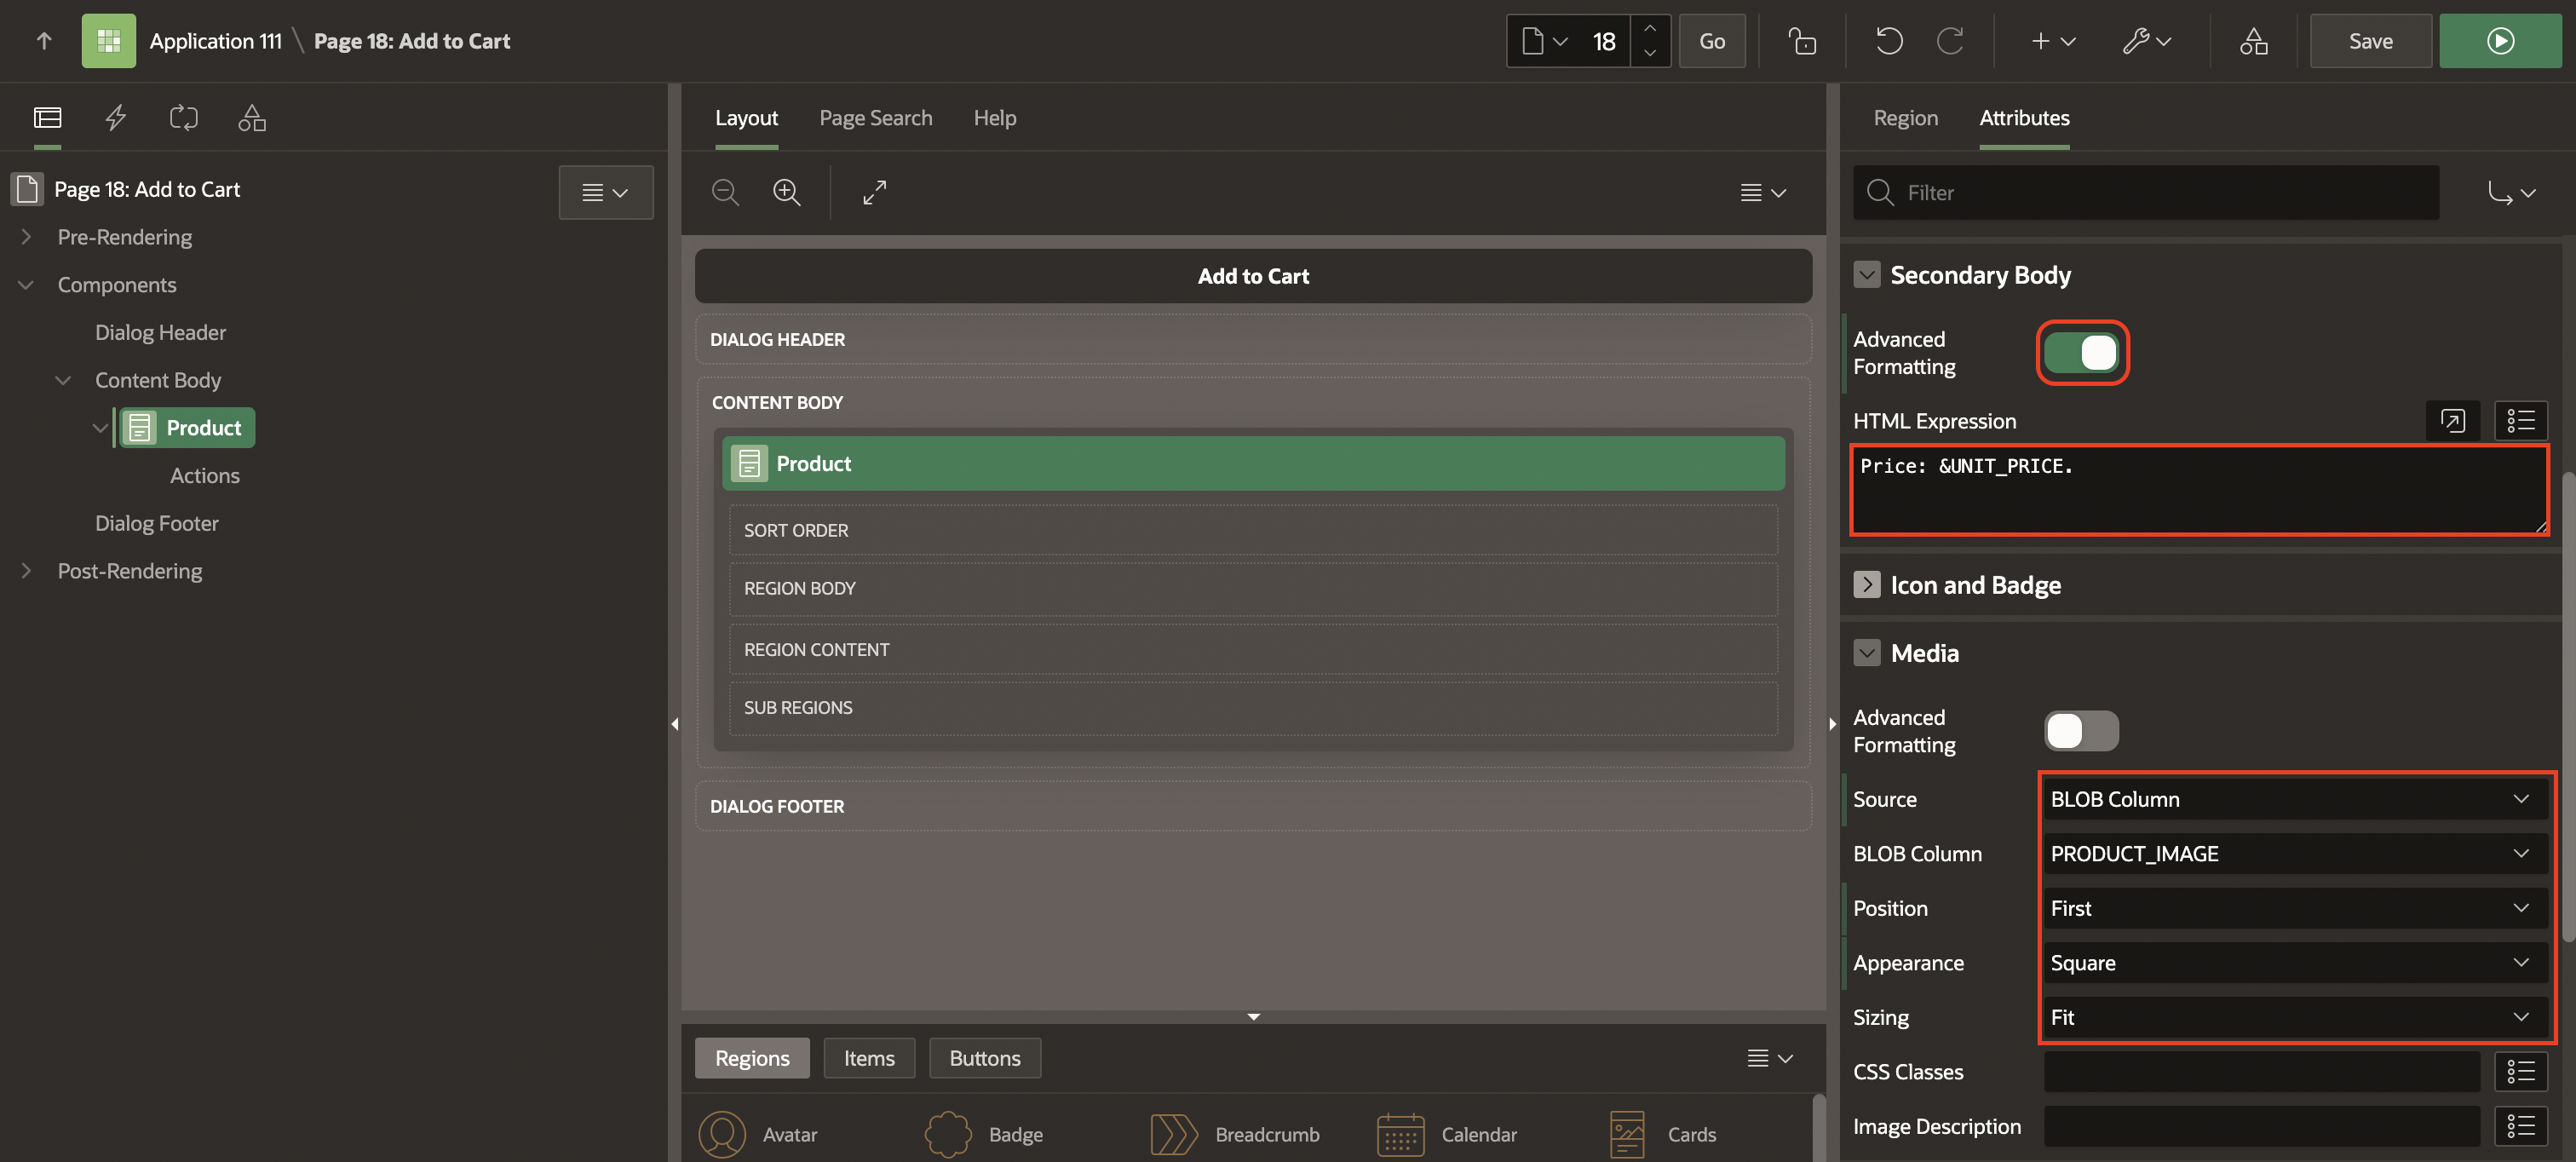 Application 111 \ Page 18: Add to Cart
18
Go
Save
Page 18: Add to Cart
Pre-Rendering
Components
Dialog Header
Content Body
Product
Actions
Dialog Footer
Post-Rendering
Layout
Page Search
Help
Add to Cart
DIALOG HEADER
CONTENT BODY
Product
SORT ORDER
REGION BODY
REGION CONTENT
SUB REGIONS
DIALOG FOOTER
Regions
Items
Buttons
Avatar
Badge
Breadcrumb
Calendar
Cards
Region
Attributes
Filter
Secondary Body
Advanced
Formatting
HTML Expression
Price: &UNIT_PRICE.
Icon and Badge
Media
Advanced
Formatting
Source
BLOB Column
BLOB Column
PRODUCT_IMAGE
Position
First
Appearance
Square
Sizing
Fit
CSS Classes
Image Description